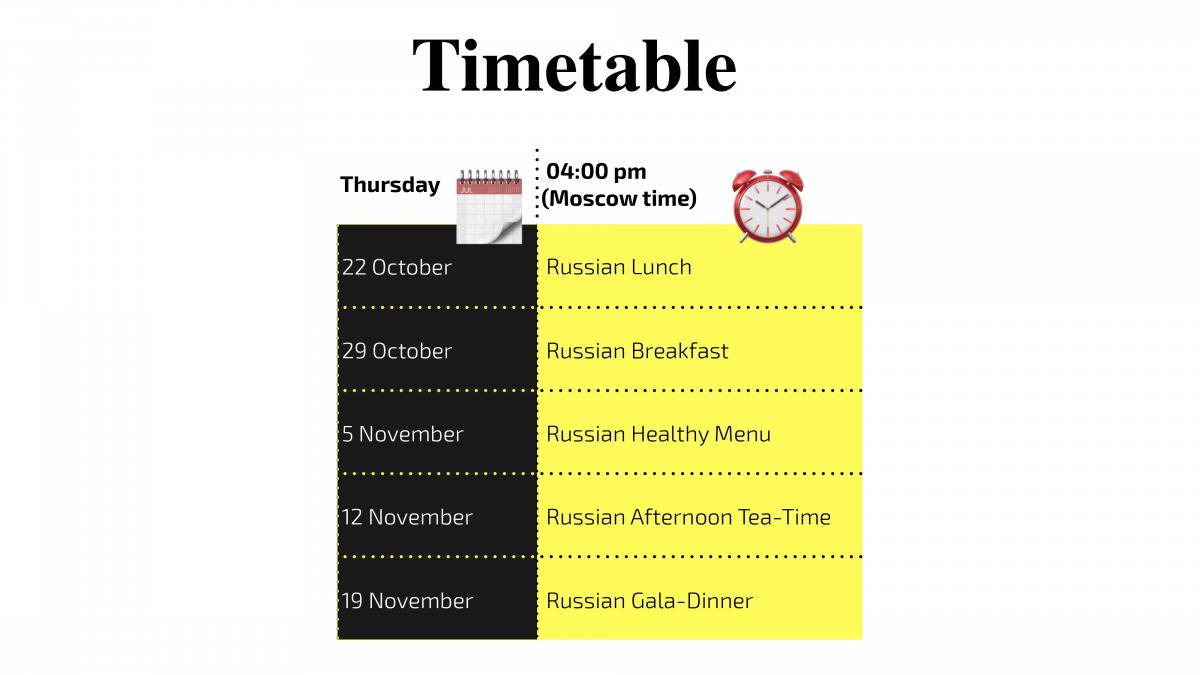 Timetable
Thursday
JUL
04:00 pm
(Moscow time)
22 October
Russian Lunch
29 October
Russian Breakfast
5 November
Russian Healthy Menu
12 November
Russian Afternoon Tea-Time
19 November
Russian Gala-Dinner